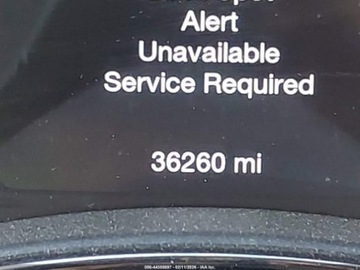 Alert
Unavailable
Service Required
36260 mi